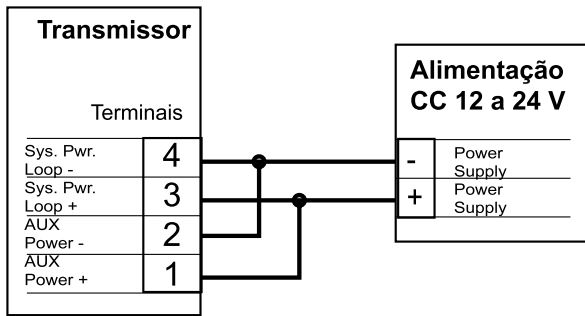 Transmissor
Terminais
Sys. Pwr.
Loop -
4
Sys. Pwr.
Loop +
3
AUX
Power -
2
AUX
Power +
1
Alimentação
CC 12 a 24 V
-
Power
Supply
+
Power
Supply